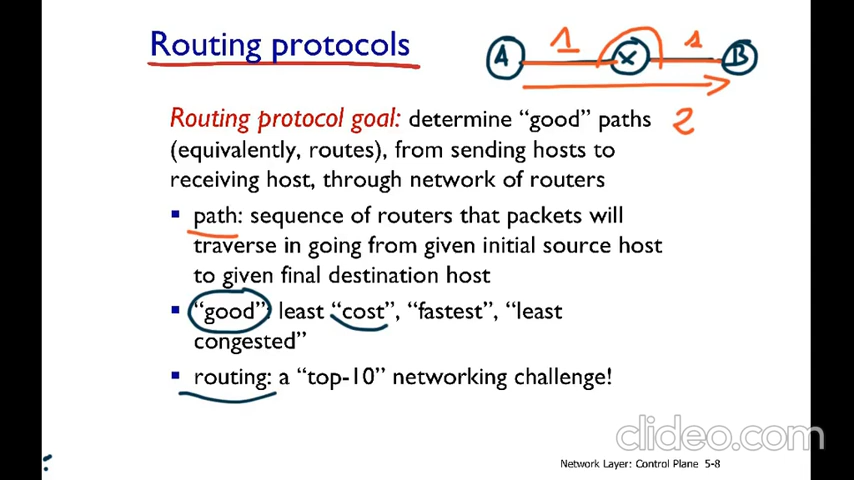 Routing protocols
A 1 X 1 B
2
Routing protocol goal: determine “good” paths
(equivalently, routes), from sending hosts to
receiving host, through network of routers
▪ path: sequence of routers that packets will
traverse in going from given initial source host
to given final destination host
▪ “good”: least “cost”, “fastest”, “least
congested”
▪ routing: a “top-10” networking challenge!
clideo.com
Network Layer: Control Plane 5-8